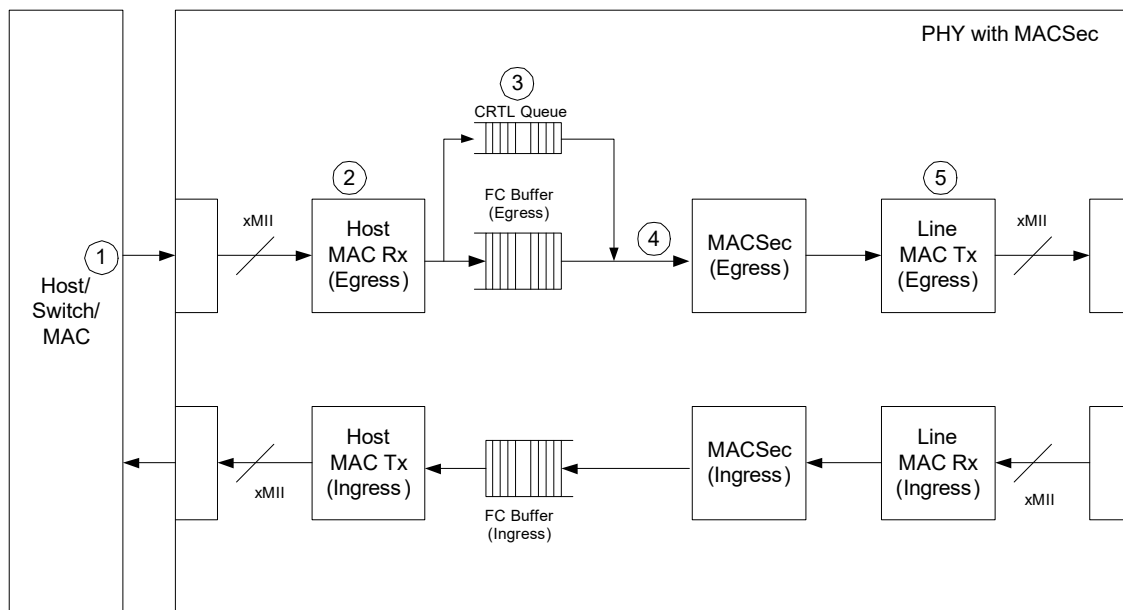 PHY with MACSec
3
CRTL Queue
2
5
FC Buffer
(Egress)
xMII
Host
MAC Rx
(Egress)
4
MACSec
(Egress)
Line
MAC Tx
(Egress)
xMII
1
Host/
Switch/
MAC
Host
MAC Tx
(Ingress)
xMII
FC Buffer
(Ingress)
MACSec
(Ingress)
Line
MAC Rx
(Ingress)
xMII